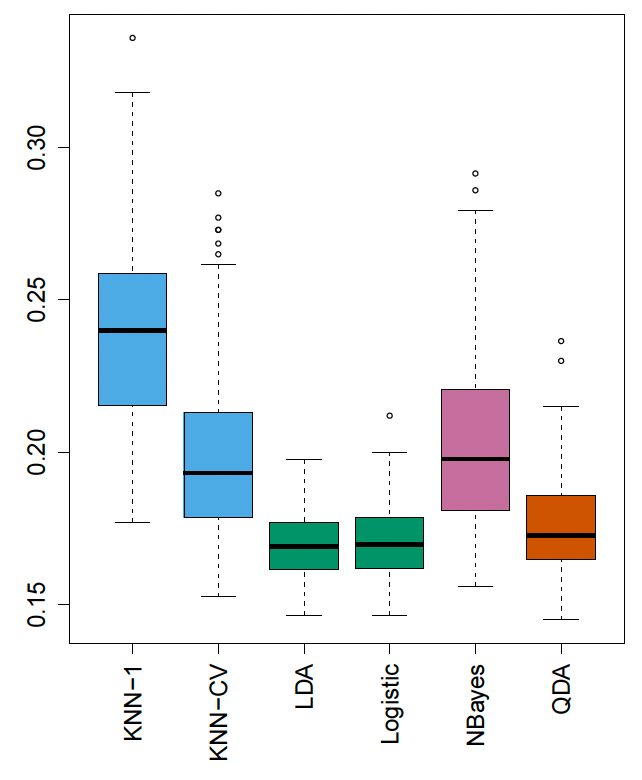 0.30
0.25
0.20
0.15
KNN−1
KNN−CV
LDA
Logistic
NBayes
QDA